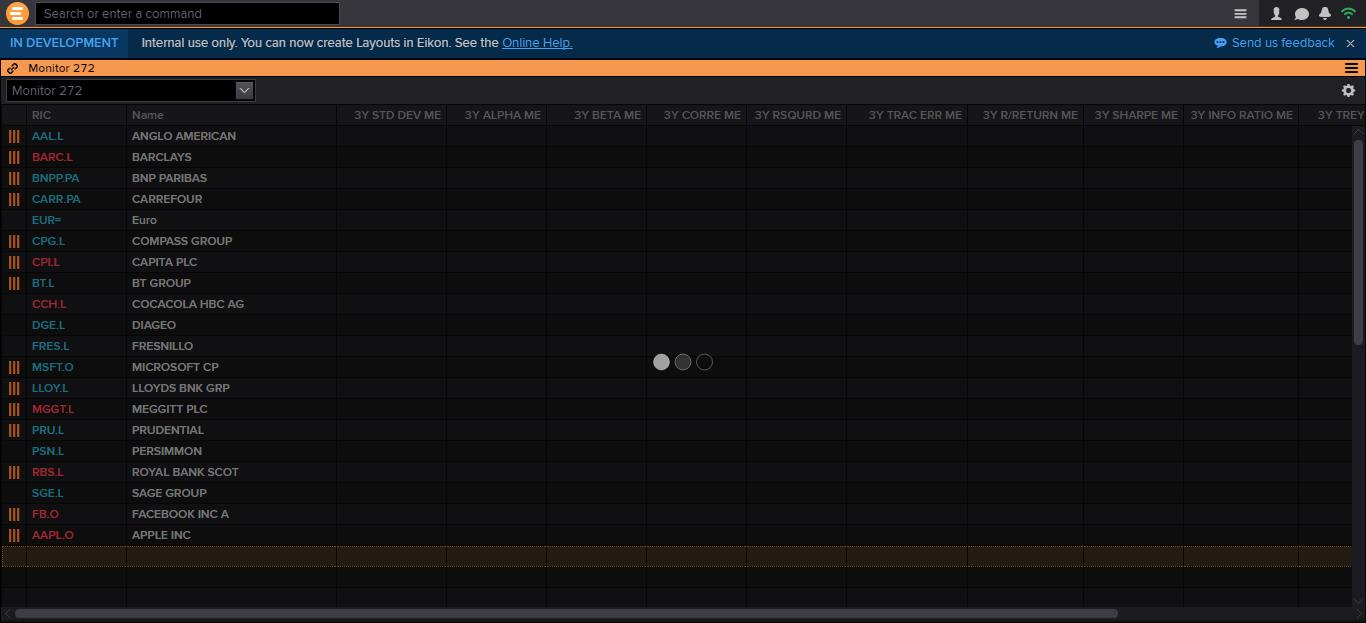 Search or enter a command
IN DEVELOPMENT Internal use only. You can now create Layouts in Eikon. See the Online Help. Send us feedback
Monitor 272
Monitor 272
RIC Name 3Y STD DEV ME 3Y ALPHA ME 3Y BETA ME 3Y CORRE ME 3Y RSQURD ME 3Y TRAC ERR ME 3Y R/RETURN ME 3Y SHARPE ME 3Y INFO RATIO ME 3Y TREY
AAL.L ANGLO AMERICAN
BARC.L BARCLAYS
BNPP.PA BNP PARIBAS
CARR.PA CARREFOUR
EUR= Euro
CPG.L COMPASS GROUP
CPI.L CAPITA PLC
BT.L BT GROUP
CCH.L COCACOLA HBC AG
DGE.L DIAGEO
FRES.L FRESNILLO
MSFT.O MICROSOFT CP
LLOY.L LLOYDS BNK GRP
MGGT.L MEGGITT PLC
PRU.L PRUDENTIAL
PSN.L PERSIMMON
RBS.L ROYAL BANK SCOT
SGE.L SAGE GROUP
FB.O FACEBOOK INC A
AAPL.O APPLE INC